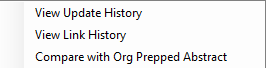 View Update History
View Link History
Compare with Org Prepped Abstract